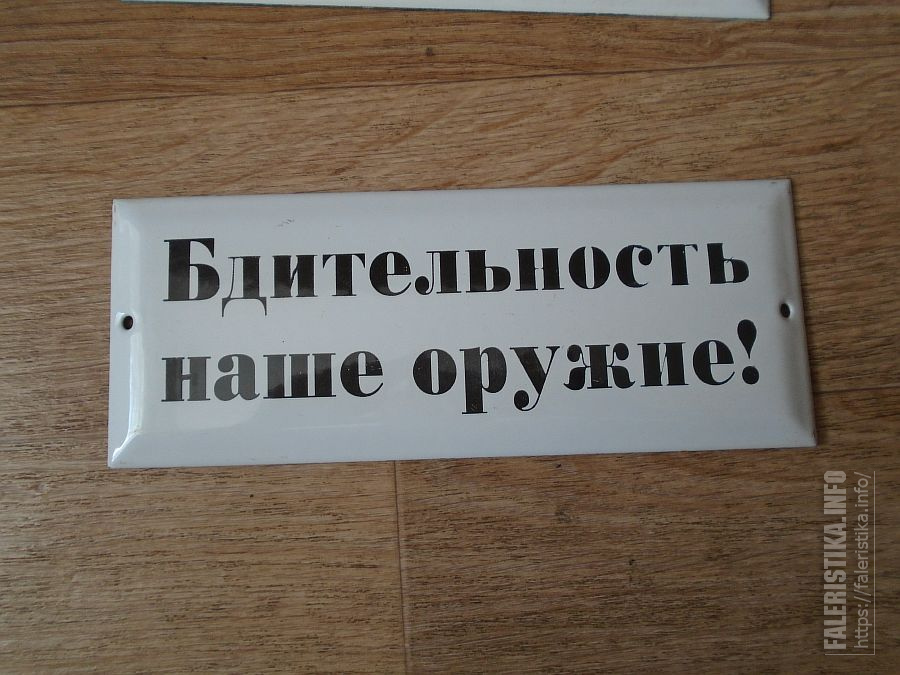 Бдительность
наше оружие!
FALERISTIKA.INFO
https://faleristika.info/